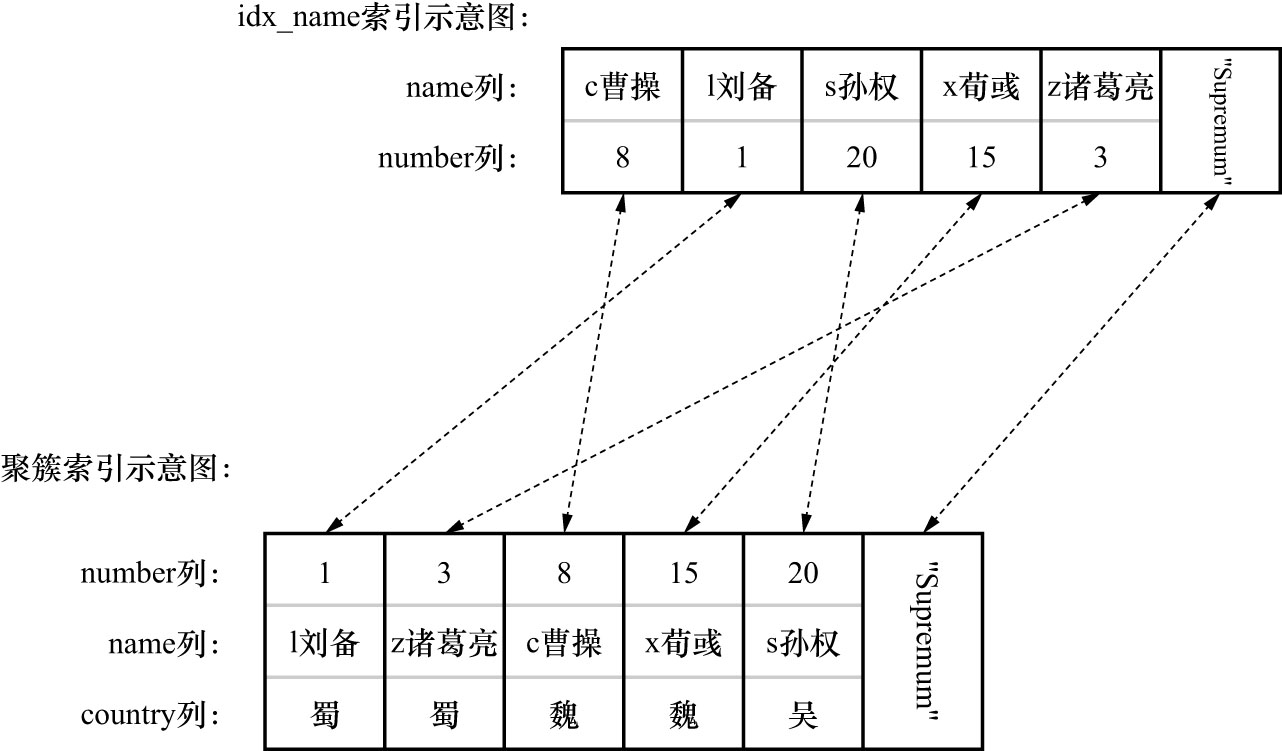 idx_name索引示意图：
name列： c曹操 l刘备 s孙权 x荀彧 z诸葛亮 "Supremum"
number列： 8 1 20 15 3
聚簇索引示意图：
number列： 1 3 8 15 20 "Supremum"
name列： l刘备 z诸葛亮 c曹操 x荀彧 s孙权
country列： 蜀 蜀 魏 魏 吴